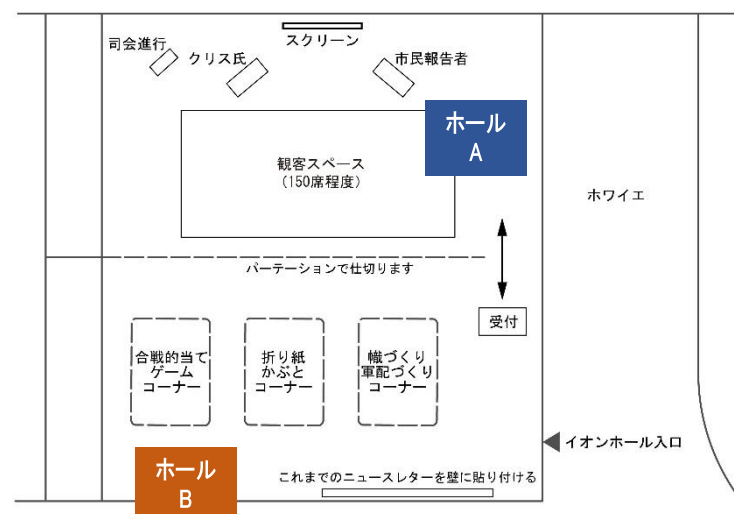 スクリーン
司会進行
クリス氏
市民報告者
ホール
A
観客スペース
（150席程度）
ホワイエ
パーテーションで仕切ります
受付
合戦的当て
ゲーム
コーナー
折り紙
かぶと
コーナー
幟づくり
軍配づくり
コーナー
イオンホール入口
ホール
B
これまでのニュースレターを壁に貼り付ける